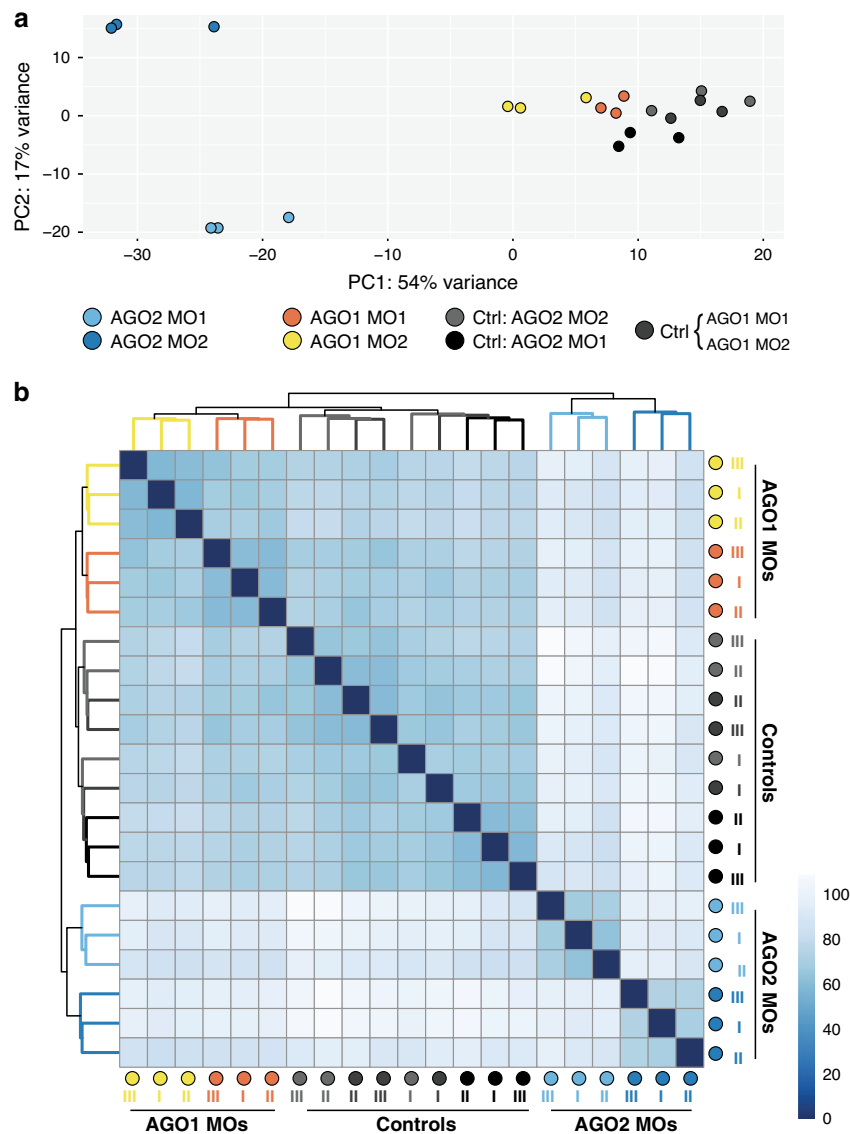 a
PC2: 17% variance
10
0
−10
−20
−30
−20
−10
0
10
20
PC1: 54% variance
AGO2 MO1
AGO1 MO1
Ctrl: AGO2 MO2
Ctrl { AGO1 MO1
AGO2 MO2
AGO1 MO2
Ctrl: AGO2 MO1
AGO1 MO2
b
III
I
II
III
I
II
AGO1 MOs
III
II
II
III
I
I
II
I
III
Controls
III
I
II
III
I
II
AGO2 MOs
100
80
60
40
20
0
III I II III I II III II II III I I II I III III I II III I II
AGO1 MOs Controls AGO2 MOs